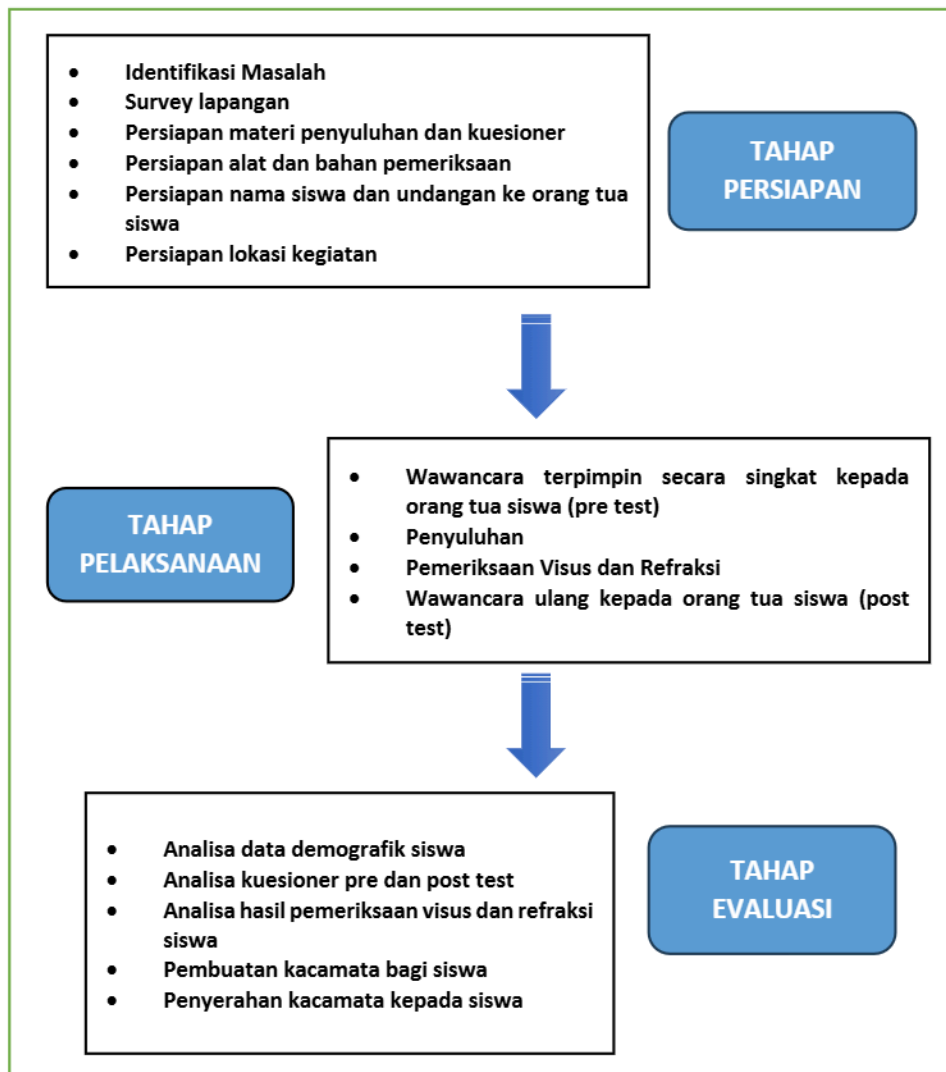 • Identifikasi Masalah
• Survey lapangan
• Persiapan materi penyuluhan dan kuesioner
• Persiapan alat dan bahan pemeriksaan
• Persiapan nama siswa dan undangan ke orang tua
siswa
• Persiapan lokasi kegiatan
TAHAP
PERSIAPAN
TAHAP
PELAKSANAAN
• Wawancara terpimpin secara singkat kepada
orang tua siswa (pre test)
• Penyuluhan
• Pemeriksaan Visus dan Refraksi
• Wawancara ulang kepada orang tua siswa (post
test)
• Analisa data demografik siswa
• Analisa kuesioner pre dan post test
• Analisa hasil pemeriksaan visus dan refraksi
siswa
• Pembuatan kacamata bagi siswa
• Penyerahan kacamata kepada siswa
TAHAP
EVALUASI